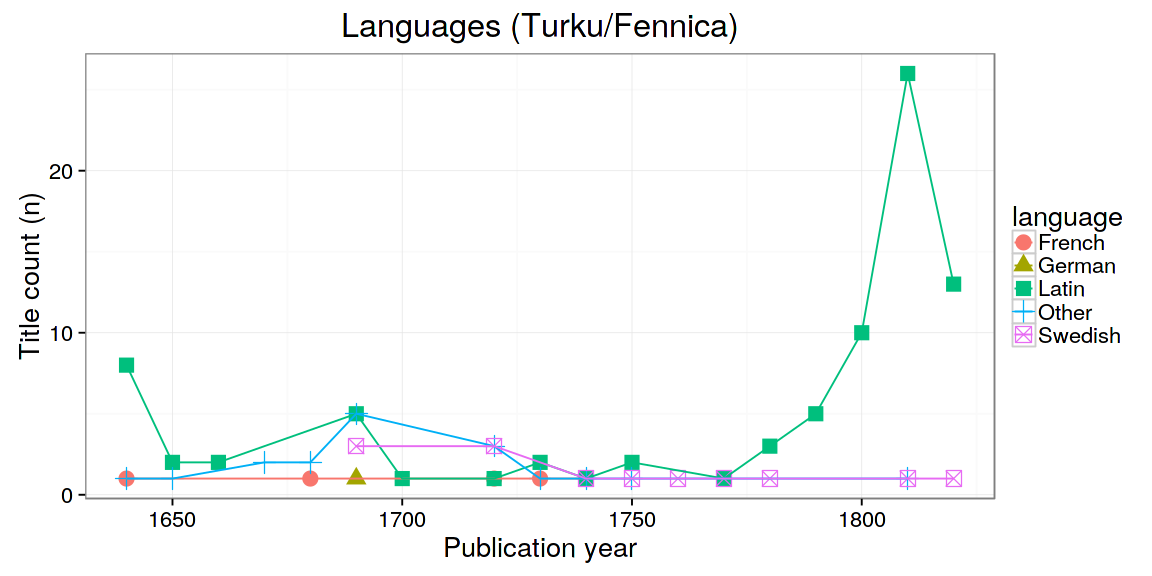 Languages (Turku/Fennica)
Title count (n)
20
10
0
1650
1700
1750
1800
Publication year
language
French
German
Latin
Other
Swedish